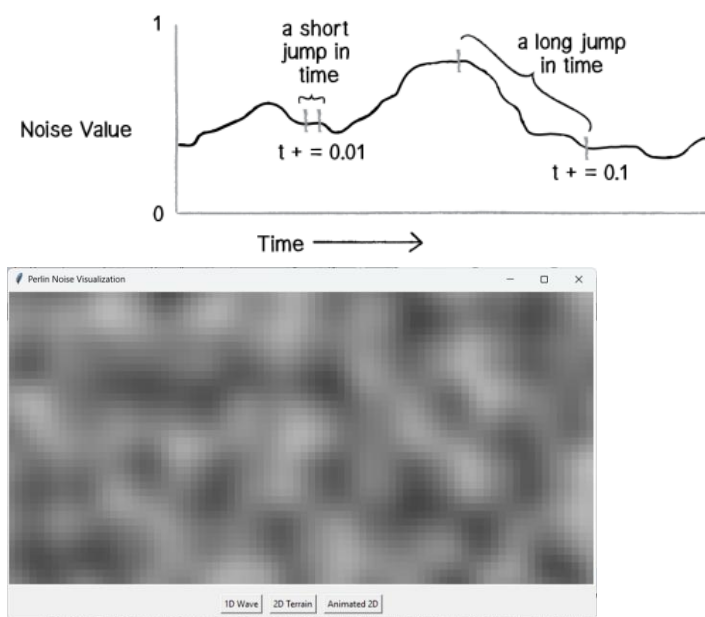 1
a short
jump in
time
a long jump
in time
Noise Value
t + = 0.01
t + = 0.1
0
Time
Perlin Noise Visualization
1D Wave
2D Terrain
Animated 2D